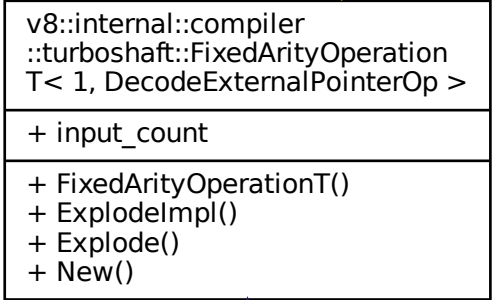 v8::internal::compiler
::turboshaft::FixedArityOperation
T< 1, DecodeExternalPointerOp >
+ input_count
+ FixedArityOperationT()
+ ExplodeImpl()
+ Explode()
+ New()